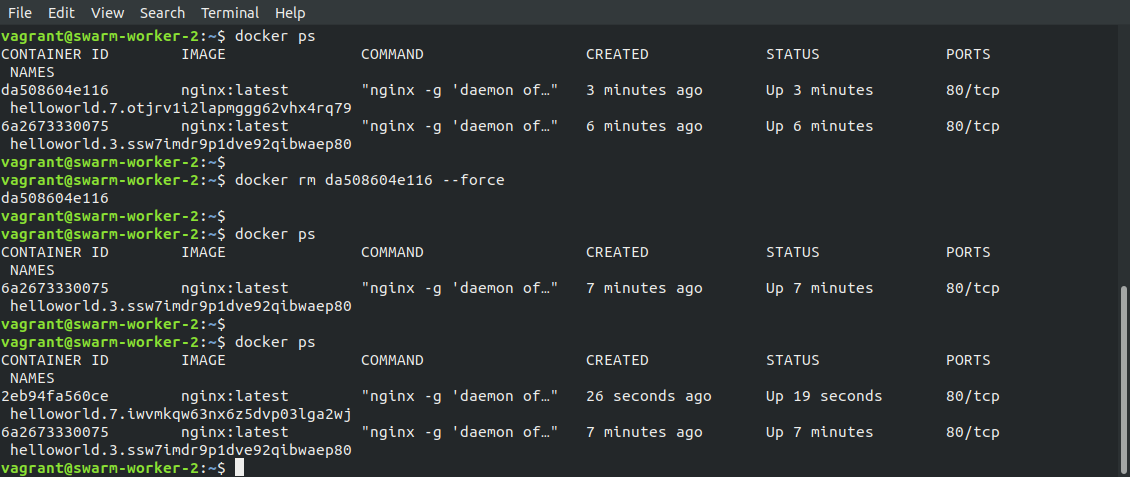 File Edit View Search Terminal Help
vagrant@swarm-worker-2:~$ docker ps
CONTAINER ID IMAGE COMMAND CREATED STATUS PORTS
NAMES
da508604e116 nginx:latest "nginx -g 'daemon of…" 3 minutes ago Up 3 minutes 80/tcp
helloworld.7.otjrv1i2lapmggg62vhx4rq79
6a2673330075 nginx:latest "nginx -g 'daemon of…" 6 minutes ago Up 6 minutes 80/tcp
helloworld.3.ssw7imdr9p1dve92qibwaep80
vagrant@swarm-worker-2:~$
vagrant@swarm-worker-2:~$ docker rm da508604e116 --force
da508604e116
vagrant@swarm-worker-2:~$
vagrant@swarm-worker-2:~$ docker ps
CONTAINER ID IMAGE COMMAND CREATED STATUS PORTS
NAMES
6a2673330075 nginx:latest "nginx -g 'daemon of…" 7 minutes ago Up 7 minutes 80/tcp
helloworld.3.ssw7imdr9p1dve92qibwaep80
vagrant@swarm-worker-2:~$
vagrant@swarm-worker-2:~$ docker ps
CONTAINER ID IMAGE COMMAND CREATED STATUS PORTS
NAMES
2eb94fa560ce nginx:latest "nginx -g 'daemon of…" 26 seconds ago Up 19 seconds 80/tcp
helloworld.7.iwvmkqw63nx6z5dvp03lga2wj
6a2673330075 nginx:latest "nginx -g 'daemon of…" 7 minutes ago Up 7 minutes 80/tcp
helloworld.3.ssw7imdr9p1dve92qibwaep80
vagrant@swarm-worker-2:~$